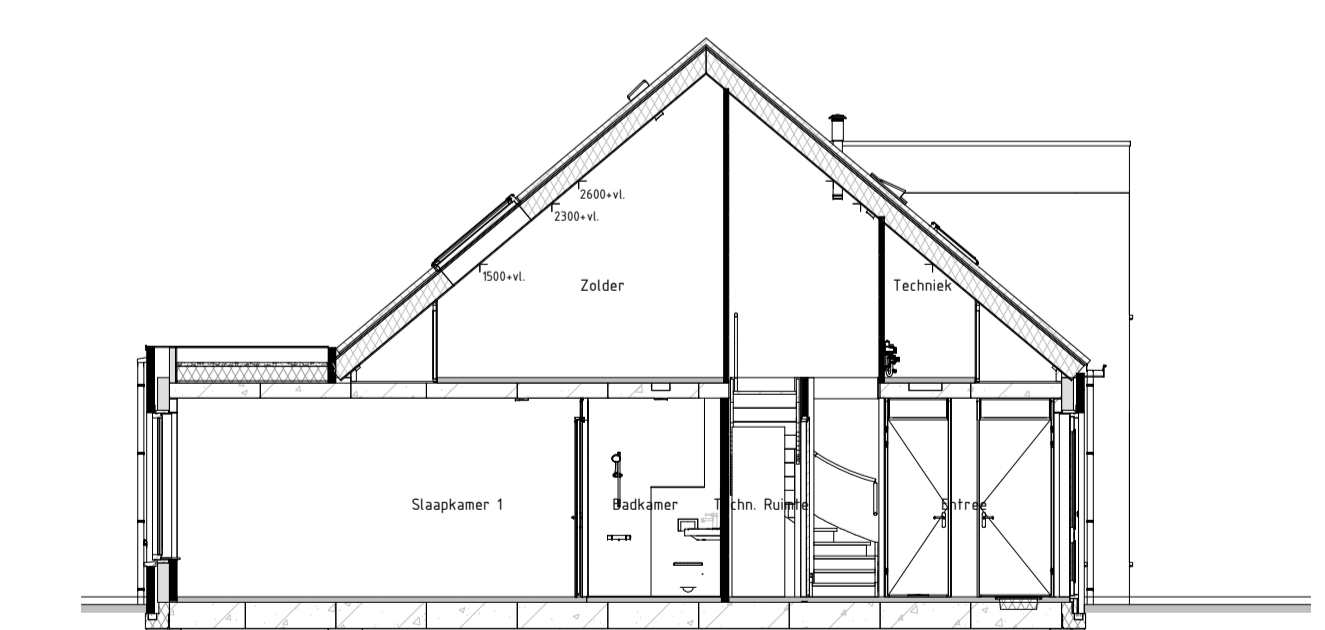 2600+vl.
2300+vl.
1500+vl.
Zolder
Techniek
Slaapkamer 1
Badkamer
Techn. Ruimte
Entree